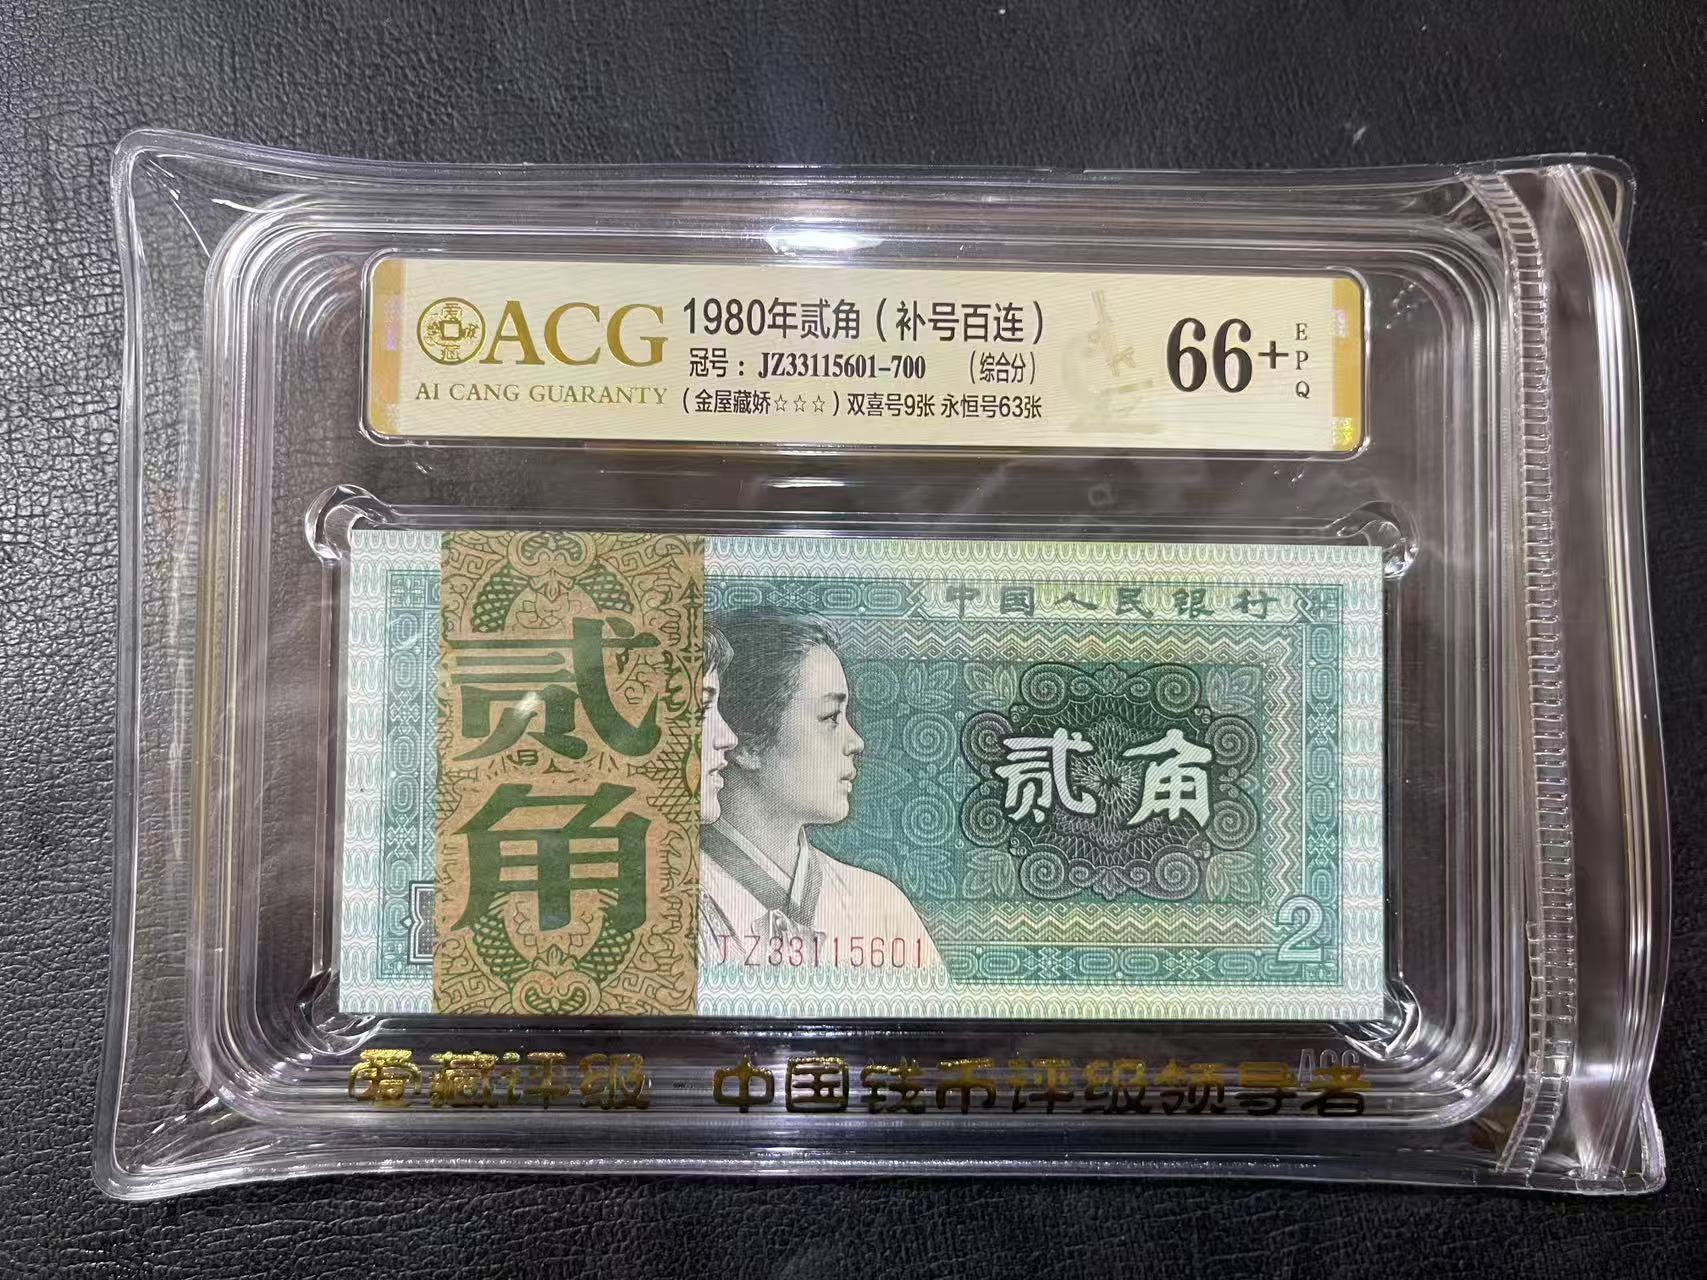 ACG
AI CANG GUARANTY
1980年贰角（补号百连）
冠号：JZ33115601-700 （综合分）
（金屋藏娇☆☆☆）双喜号9张 永恒号63张
66+
EPQ
贰角
中国人民银行
贰角
JZ33115601
2
ACG
爱藏评级 中国钱币评级领导者